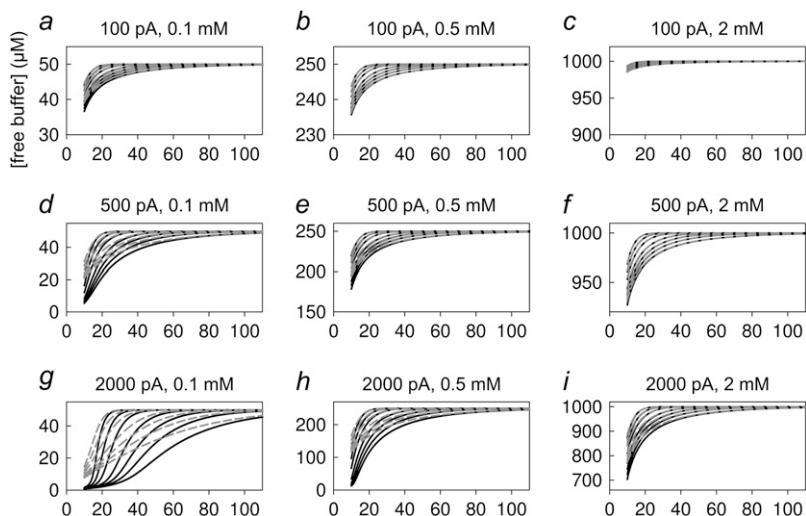 a 100 pA, 0.1 mM
b 100 pA, 0.5 mM
c 100 pA, 2 mM
[free buffer] (μM)
50
40
30
0 20 40 60 80 100
250
240
230
0 20 40 60 80 100
1000
975
950
900
0 20 40 60 80 100
d 500 pA, 0.1 mM
e 500 pA, 0.5 mM
f 500 pA, 2 mM
40
20
0
0 20 40 60 80 100
250
200
150
0 20 40 60 80 100
1000
950
0 20 40 60 80 100
g 2000 pA, 0.1 mM
h 2000 pA, 0.5 mM
i 2000 pA, 2 mM
40
20
0
0 20 40 60 80 100
200
100
0
0 20 40 60 80 100
1000
900
800
700
0 20 40 60 80 100